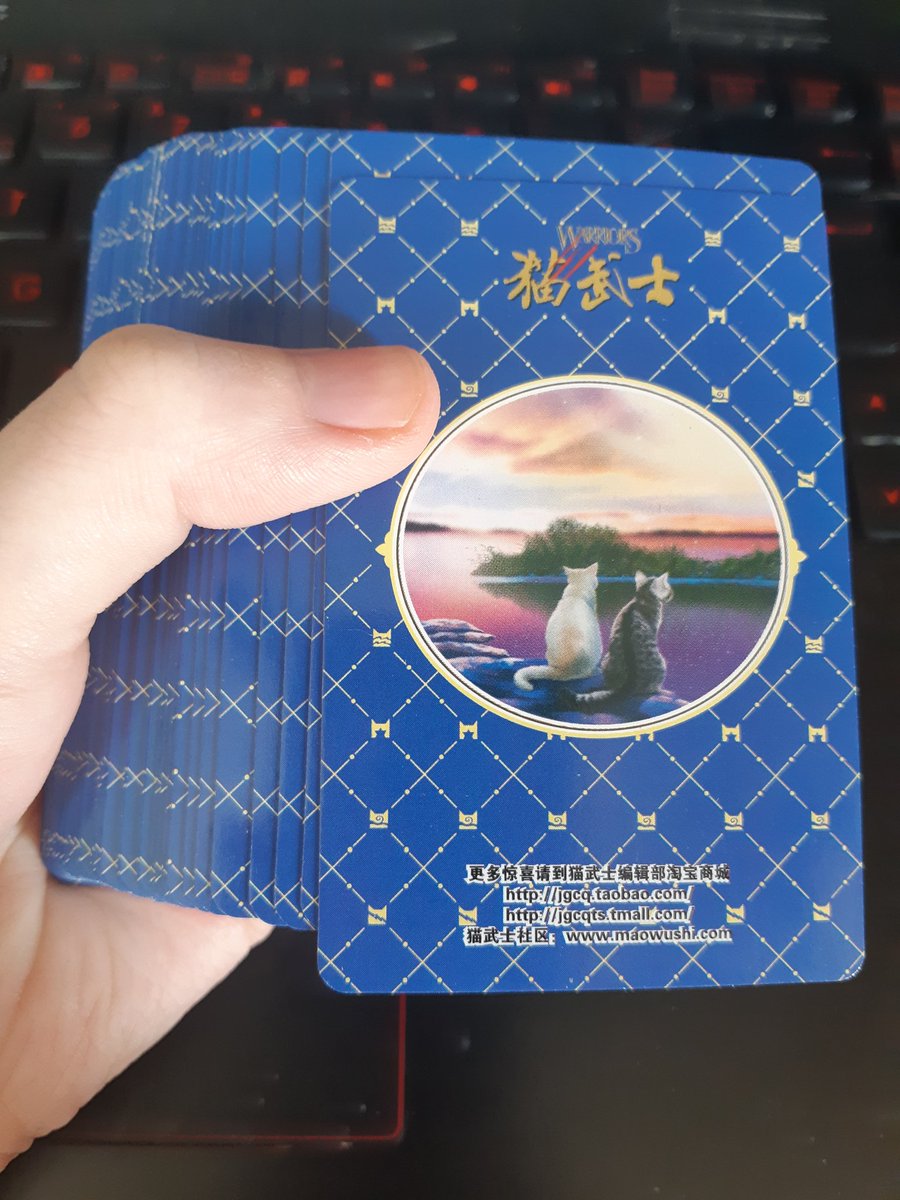 WARRIORS
猫武士
更多惊喜请到猫武士编辑部淘宝商城
http://jgcq.taobao.com/
http://jgcqts.tmall.com/
猫武士社区：www.maowushi.com
G